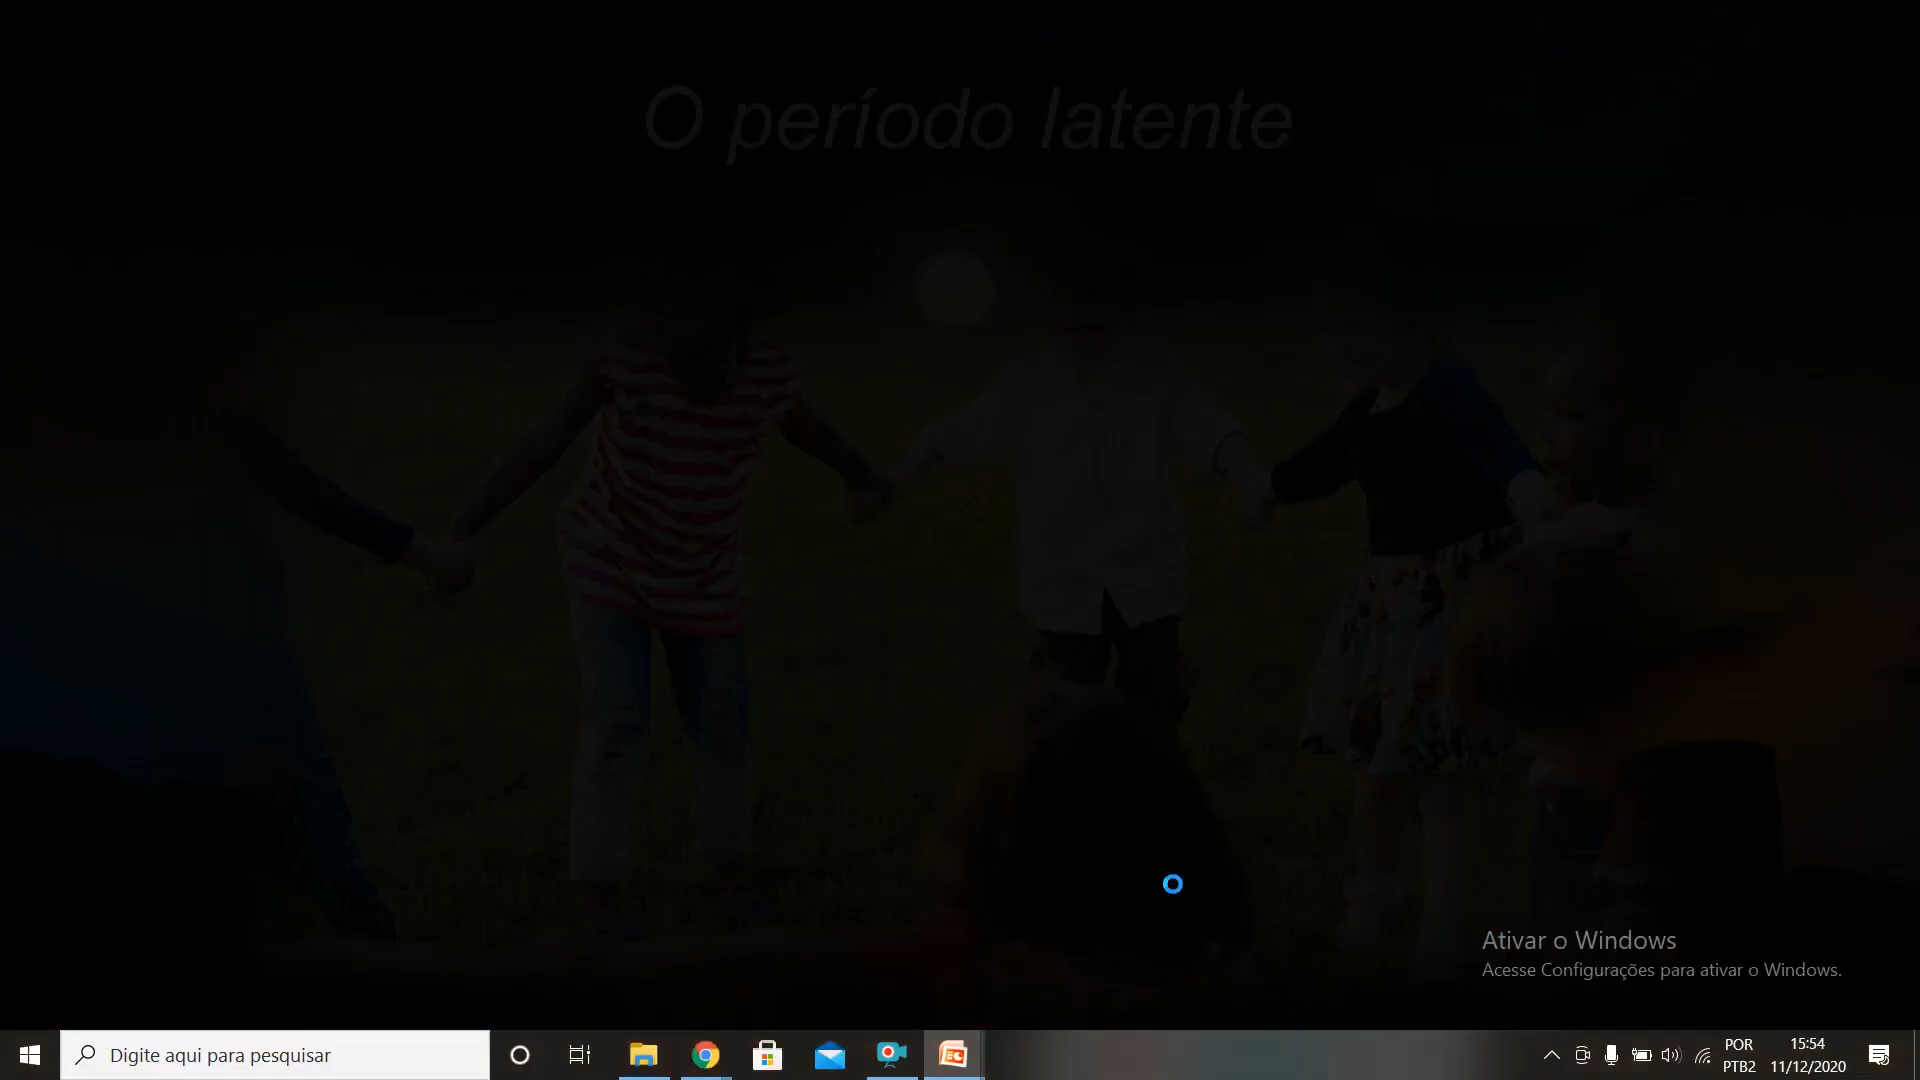 O período latente
Ativar o Windows
Acesse Configurações para ativar o Windows.
Digite aqui para pesquisar
POR
PTB2
15:54
11/12/2020